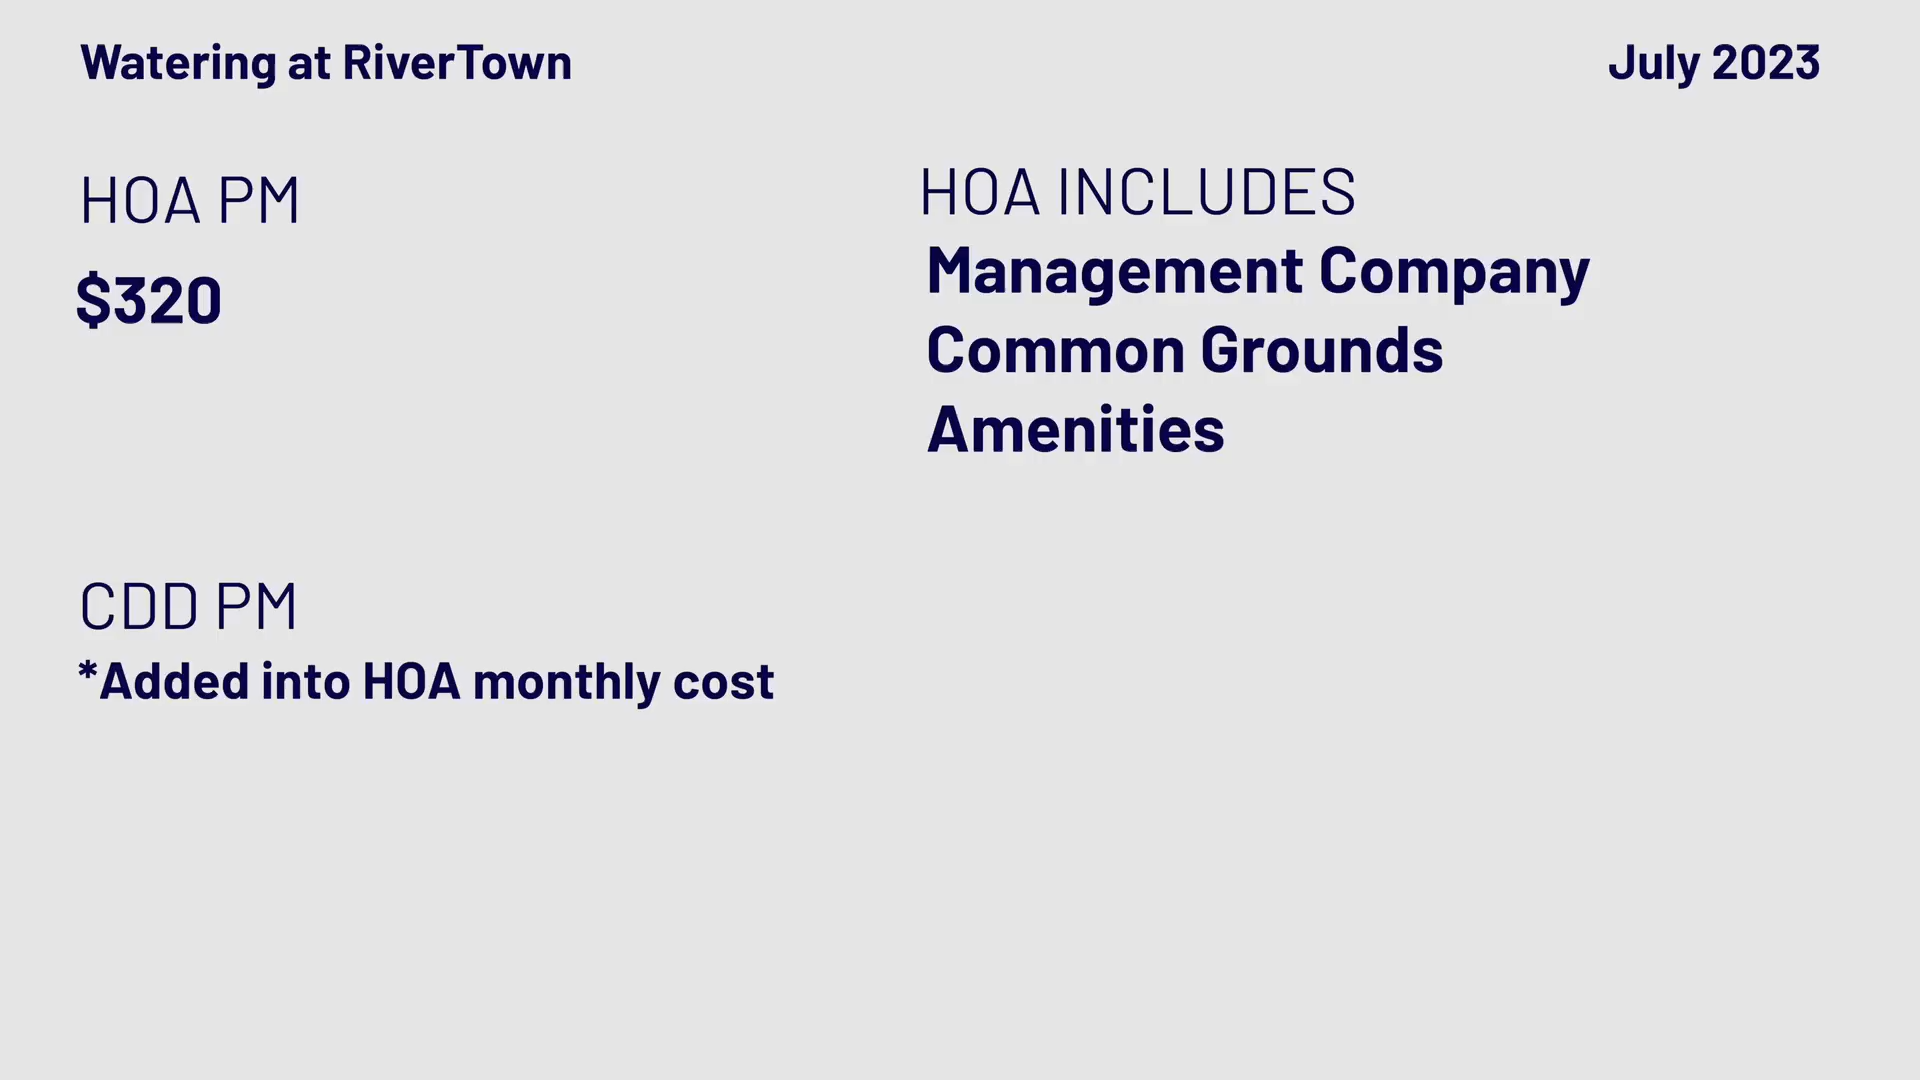 Watering at RiverTown
July 2023
HOA PM
$320
HOA INCLUDES
Management Company
Common Grounds
Amenities
CDD PM
*Added into HOA monthly cost